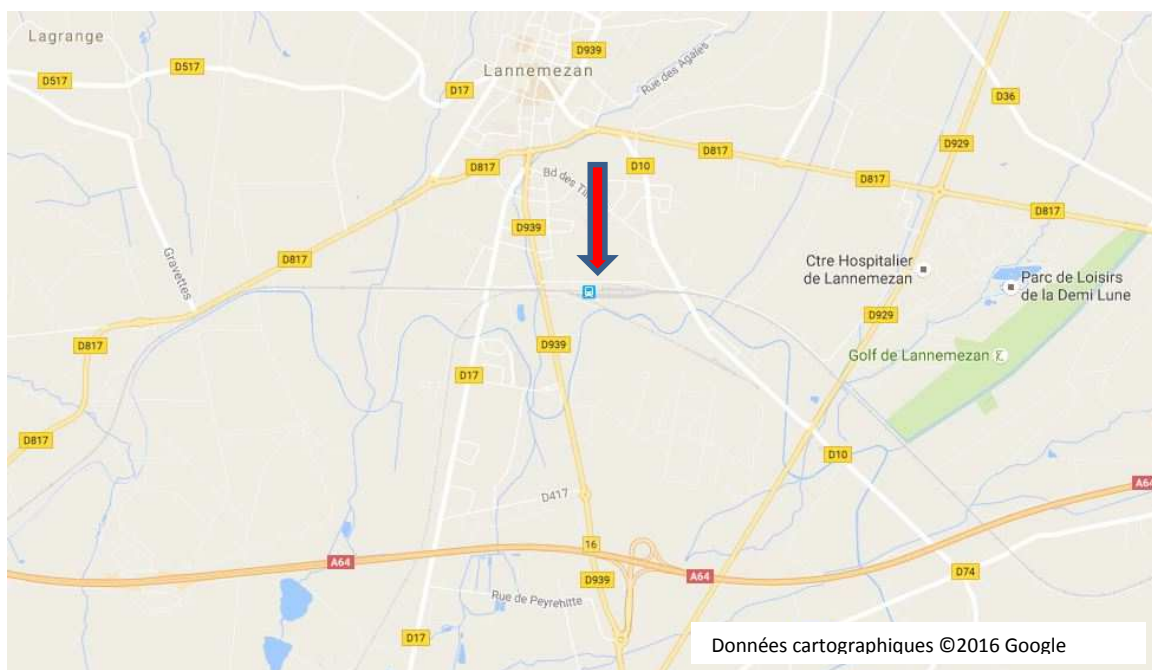 Lagrange
D939
Lannemezan
D517
D517
D17
Rue des Agales
D36
D929
D817
D817
D10
D817
Bd des Til
D817
D939
Gravettes
D817
Ctre Hospitalier
de Lannemezan
Parc de Loisirs
de la Demi Lune
D929
D817
D939
Golf de Lannemezan
D17
D817
D10
D417
A64
16
A64
A64
D939
D74
Rue de Peyrehitte
D17
Données cartographiques ©2016 Google